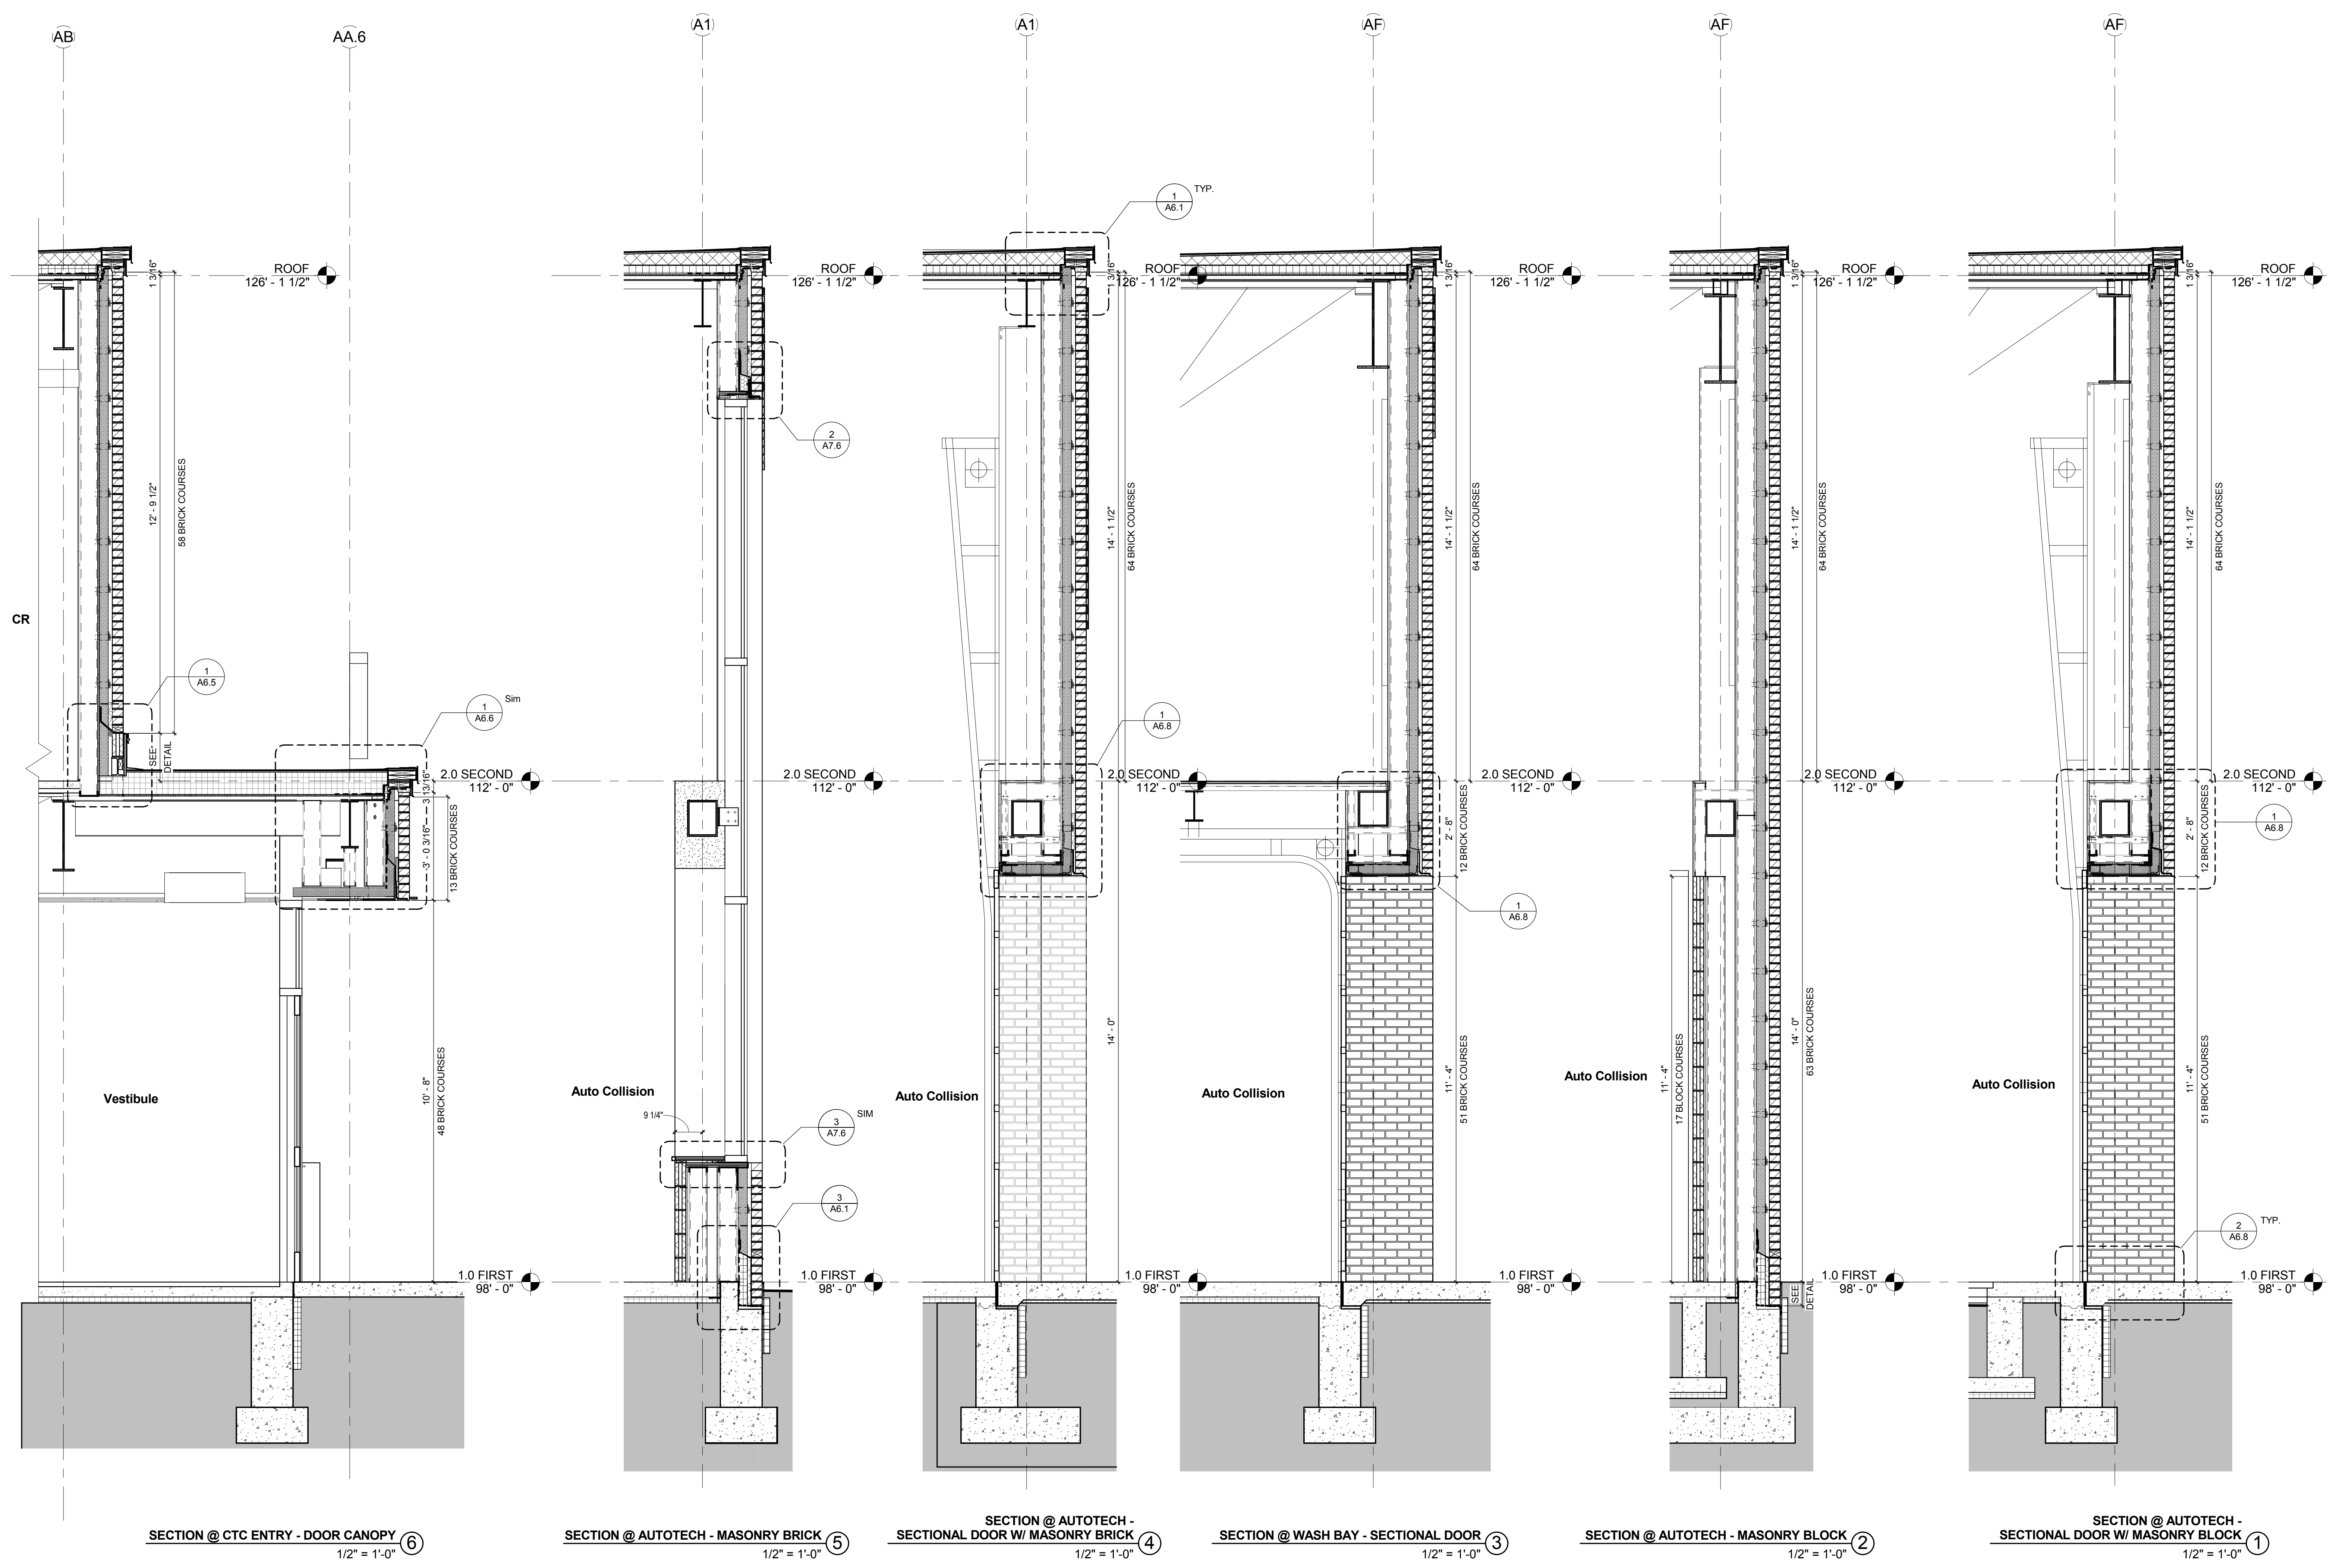 AB
AA.6
ROOF
126' - 1 1/2"
1 3/16"
12' - 9 1/2"
58 BRICK COURSES
CR
1
A6.5
1
A6.6
Sim
SEE
DETAIL
2.0 SECOND
112' - 0"
3 13/16"
3' - 0 3/16"
13 BRICK COURSES
10' - 8"
48 BRICK COURSES
Vestibule
1.0 FIRST
98' - 0"
SECTION @ CTC ENTRY - DOOR CANOPY
6
1/2" = 1'-0"
A1
ROOF
126' - 1 1/2"
2
A7.6
2.0 SECOND
112' - 0"
Auto Collision
9 1/4"
3
A7.6
SIM
3
A6.1
1.0 FIRST
98' - 0"
SECTION @ AUTOTECH - MASONRY BRICK
5
1/2" = 1'-0"
A1
1
A6.1
TYP.
ROOF
126' - 1 1/2"
1 3/16"
14' - 1 1/2"
64 BRICK COURSES
1
A6.8
2.0 SECOND
112' - 0"
14' - 0"
Auto Collision
1.0 FIRST
98' - 0"
SECTION @ AUTOTECH -
SECTIONAL DOOR W/ MASONRY BRICK
4
1/2" = 1'-0"
AF
ROOF
126' - 1 1/2"
1 3/16"
14' - 1 1/2"
64 BRICK COURSES
2.0 SECOND
112' - 0"
2' - 8"
12 BRICK COURSES
1
A6.8
11' - 4"
51 BRICK COURSES
Auto Collision
1.0 FIRST
98' - 0"
SECTION @ WASH BAY - SECTIONAL DOOR
3
1/2" = 1'-0"
AF
ROOF
126' - 1 1/2"
1 3/16"
14' - 1 1/2"
64 BRICK COURSES
2.0 SECOND
112' - 0"
Auto Collision
11' - 4"
17 BLOCK COURSES
14' - 0"
63 BRICK COURSES
SEE
DETAIL
1.0 FIRST
98' - 0"
SECTION @ AUTOTECH - MASONRY BLOCK
2
1/2" = 1'-0"
AF
ROOF
126' - 1 1/2"
1 3/16"
14' - 1 1/2"
64 BRICK COURSES
2.0 SECOND
112' - 0"
2' - 8"
12 BRICK COURSES
1
A6.8
Auto Collision
11' - 4"
51 BRICK COURSES
2
A6.8
TYP.
1.0 FIRST
98' - 0"
SECTION @ AUTOTECH -
SECTIONAL DOOR W/ MASONRY BLOCK
1
1/2" = 1'-0"